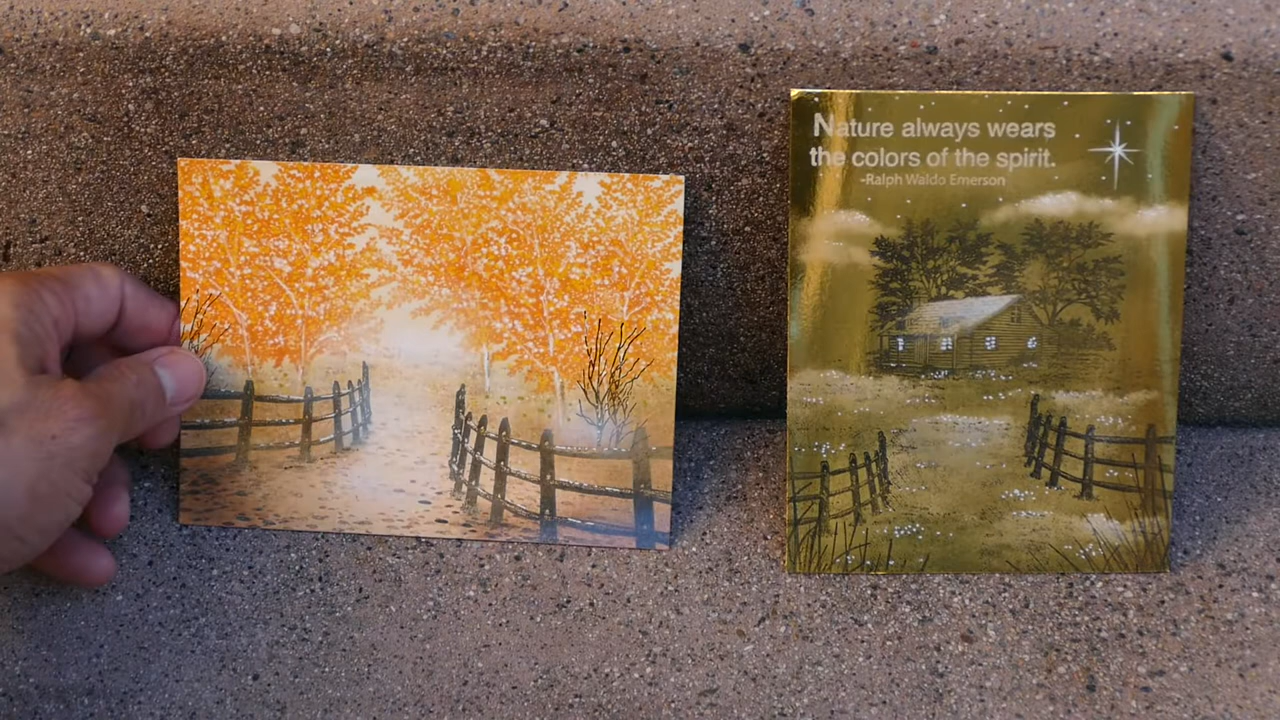 Nature always wears
the colors of the spirit.
-Ralph Waldo Emerson